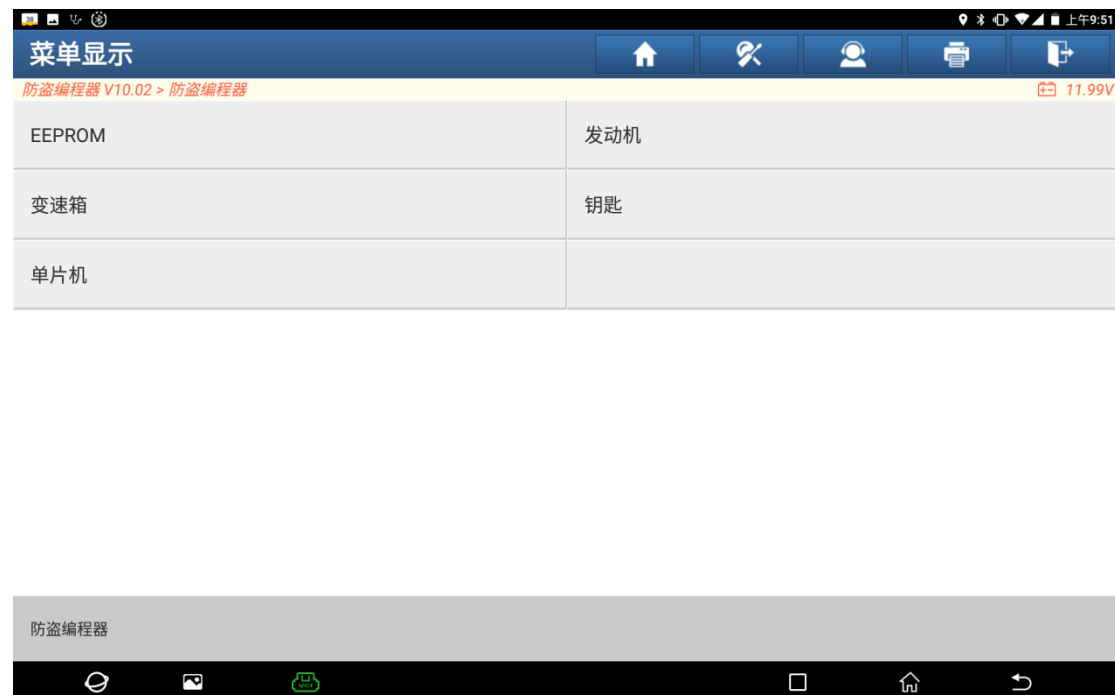 上午9:51
菜单显示
防盗编程器 V10.02 > 防盗编程器
11.99V
EEPROM
发动机
变速箱
钥匙
单片机
防盗编程器
VCI